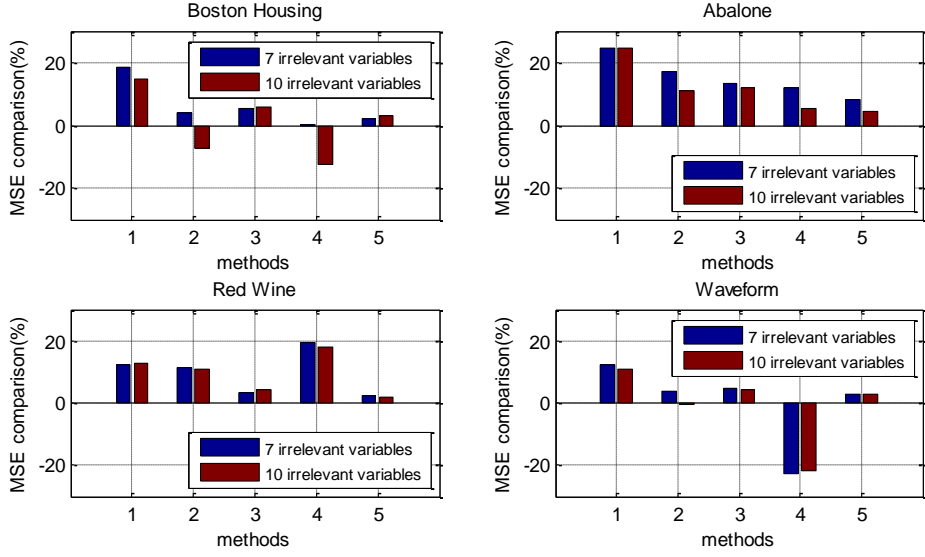 Boston Housing
MSE comparison(%)
20
0
-20
7 irrelevant variables
10 irrelevant variables
1 2 3 4 5
methods
Abalone
MSE comparison(%)
20
0
-20
7 irrelevant variables
10 irrelevant variables
1 2 3 4 5
methods
Red Wine
MSE comparison(%)
20
0
-20
7 irrelevant variables
10 irrelevant variables
1 2 3 4 5
methods
Waveform
MSE comparison(%)
20
0
-20
7 irrelevant variables
10 irrelevant variables
1 2 3 4 5
methods